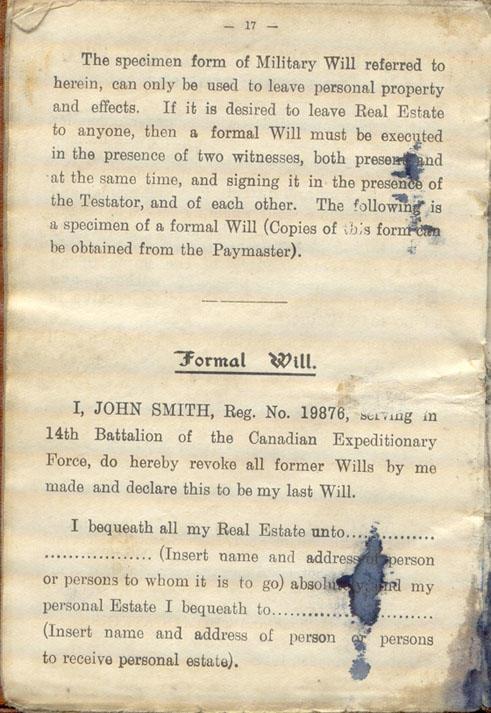 — 17 —
The specimen form of Military Will referred to
herein, can only be used to leave personal property
and effects. If it is desired to leave Real Estate
to anyone, then a formal Will must be executed
in the presence of two witnesses, both present and
at the same time, and signing it in the presence of
the Testator, and of each other. The following is
a specimen of a formal Will (Copies of this form can
be obtained from the Paymaster).
Formal Will.
I, JOHN SMITH, Reg. No. 19876, serving in
14th Battalion of the Canadian Expeditionary
Force, do hereby revoke all former Wills by me
made and declare this to be my last Will.
I bequeath all my Real Estate unto...............
.................. (Insert name and address of person
or persons to whom it is to go) absolutely, and my
personal Estate I bequeath to...........................
(Insert name and address of person or persons
to receive personal estate).